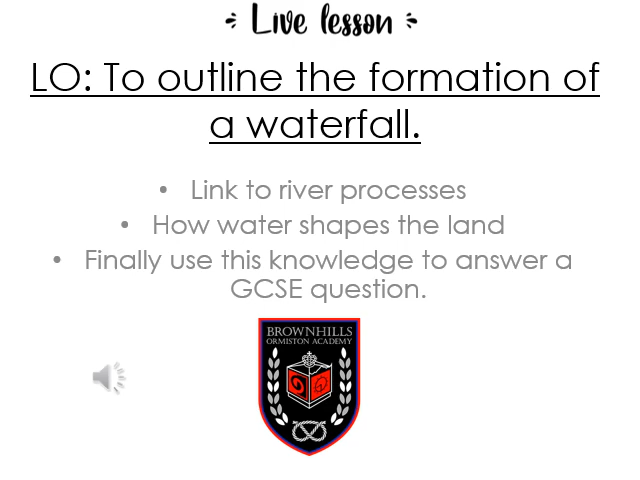 Live lesson
LO: To outline the formation of
a waterfall.
• Link to river processes
• How water shapes the land
• Finally use this knowledge to answer a
GCSE question.
BROWNHILLS
ORMISTON ACADEMY